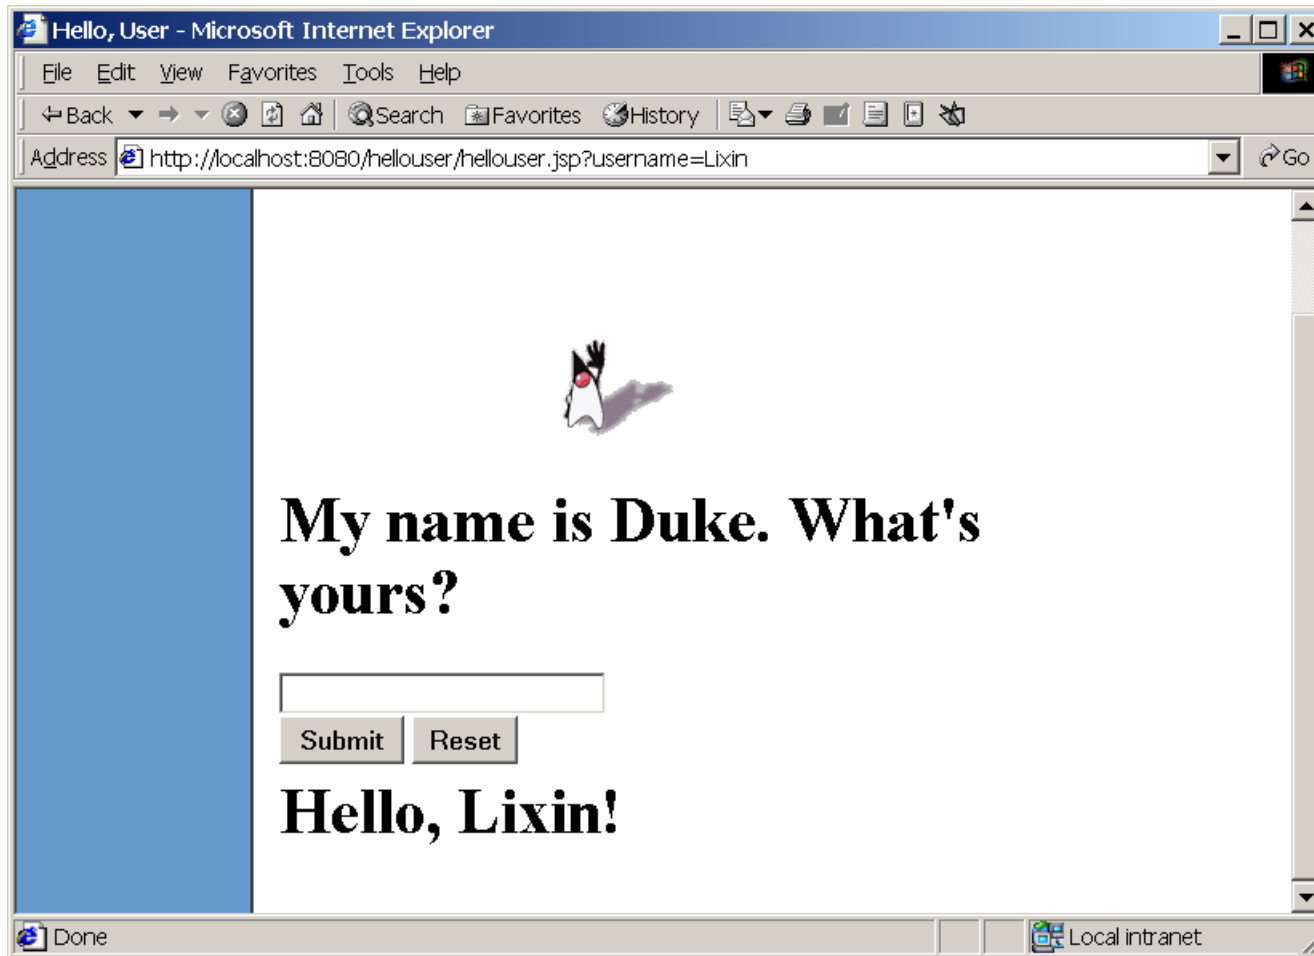 Hello, User - Microsoft Internet Explorer
File Edit View Favorites Tools Help
Back Search Favorites History
Address http://localhost:8080/hellouser/hellouser.jsp?username=Lixin Go
My name is Duke. What's
yours?
Submit Reset
Hello, Lixin!
Done Local intranet